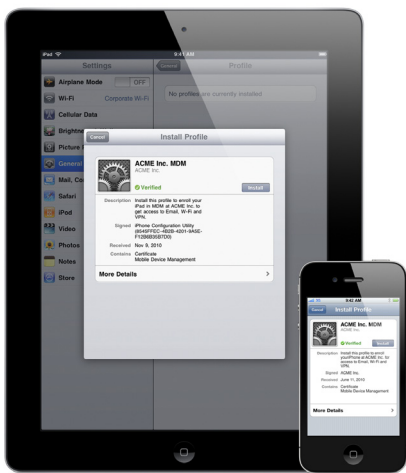 iPad
9:41 AM
Settings
General
Profile
Airplane Mode OFF
No profiles are currently installed
Wi-Fi Corporate Wi-Fi
Cellular Data
Picture
General
Mail, Co
Safari
iPod
Video
Photos
Notes
Store
Cancel
Install Profile
ACME Inc. MDM
ACME Inc.
Verified
Install
Description Install this profile to enroll your
iPad in MDM at ACME Inc. to
get access to Email, Wi-Fi and
VPN.
Signed iPhone Configuration Utility
Received Nov 9, 2010
Contains Certificate
Mobile Device Management
More Details
9:42 AM
Cancel
Install Profile
ACME Inc. MDM
ACME Inc.
Verified
Install
Description Install this profile to enroll
your iPhone at ACME Inc. to
get access to Email, Wi-Fi and
VPN.
Signed ACME Inc.
Received June 11, 2010
Contains Certificate
Mobile Device Management
More Details